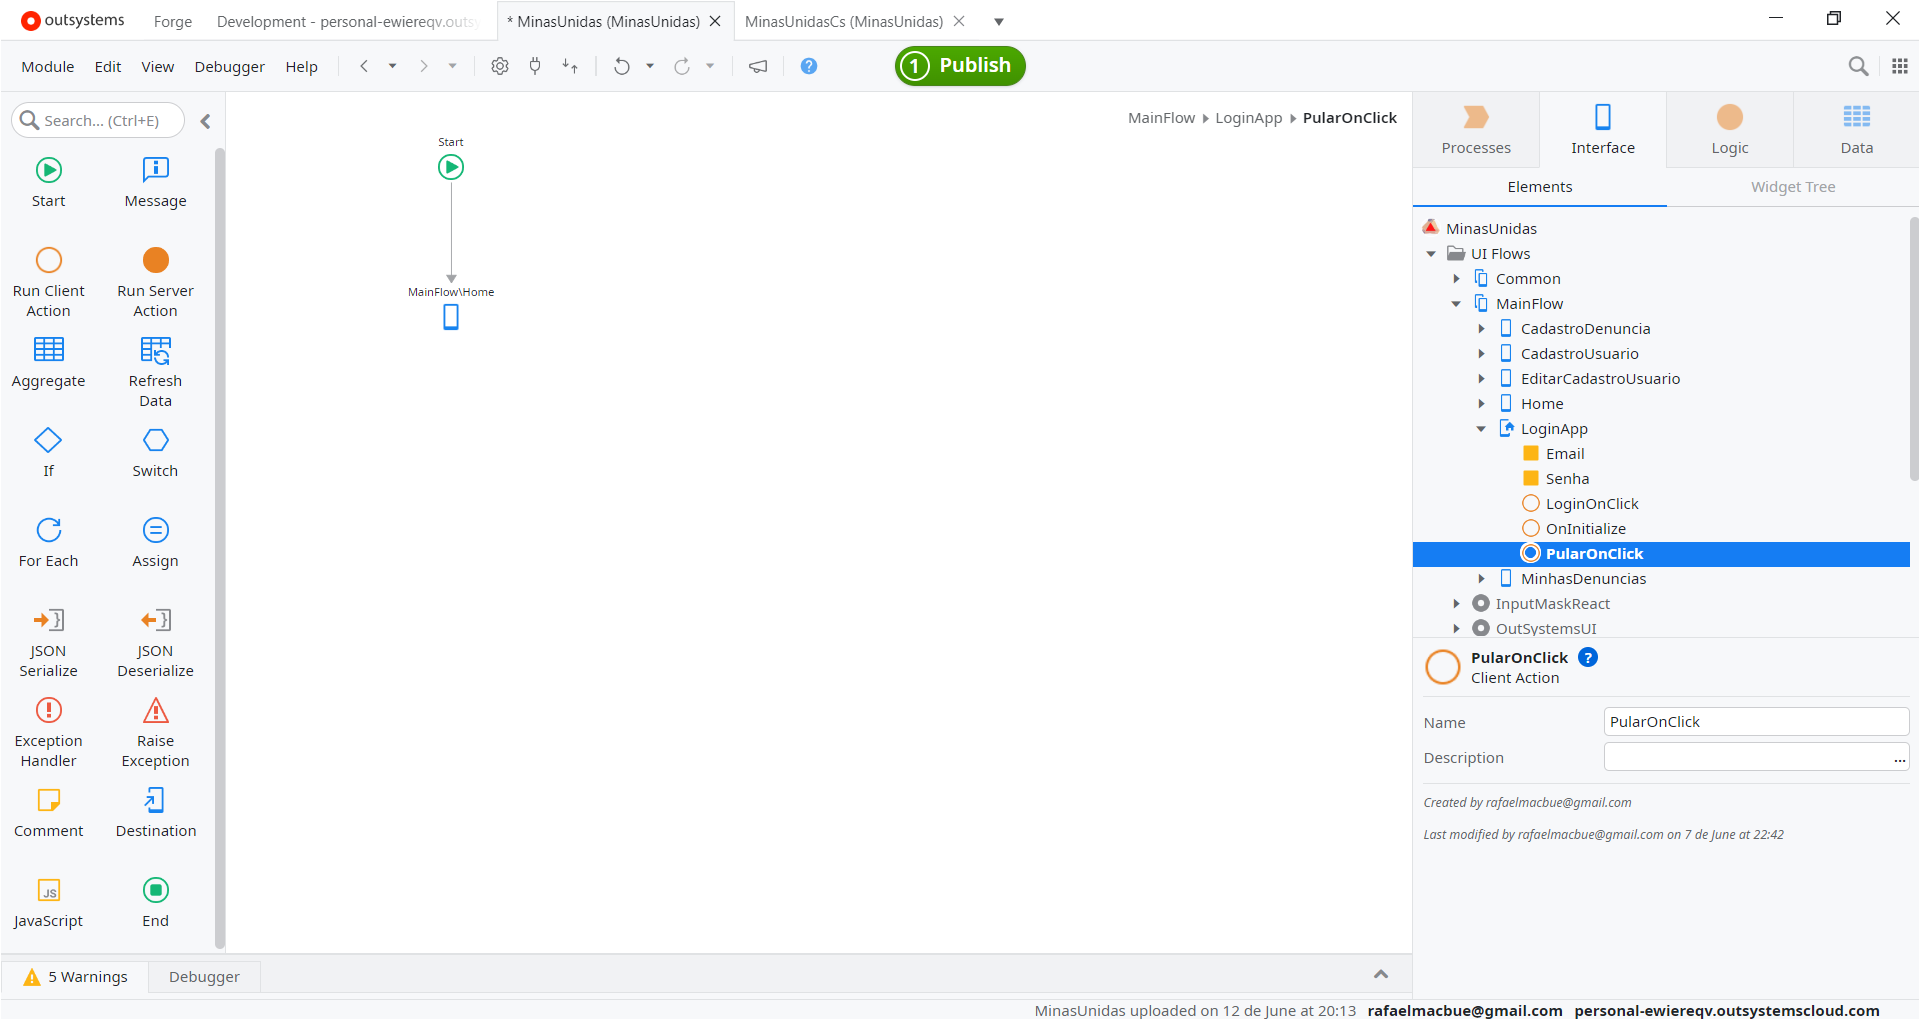 outsystems
Forge
Development - personal-ewiereqv.outs
* MinasUnidas (MinasUnidas)
MinasUnidasCs (MinasUnidas)
Module Edit View Debugger Help
1 Publish
Search... (Ctrl+E)
Start
Message
Run Client Action
Run Server Action
Aggregate
Refresh Data
If
Switch
For Each
Assign
JSON Serialize
JSON Deserialize
Exception Handler
Raise Exception
Comment
Destination
JS
JavaScript
End
MainFlow LoginApp PularOnClick
Start
MainFlow\Home
Processes
Interface
Logic
Data
Elements
Widget Tree
MinasUnidas
UI Flows
Common
MainFlow
CadastroDenuncia
CadastroUsuario
EditarCadastroUsuario
Home
LoginApp
Email
Senha
LoginOnClick
OnInitialize
PularOnClick
MinhasDenuncias
InputMaskReact
OutSystemsUI
PularOnClick ?
Client Action
Name PularOnClick
Description ...
Created by rafaelmacbue@gmail.com
Last modified by rafaelmacbue@gmail.com on 7 de June at 22:42
5 Warnings
Debugger
MinasUnidas uploaded on 12 de June at 20:13 rafaelmacbue@gmail.com personal-ewiereqv.outsystemscloud.com